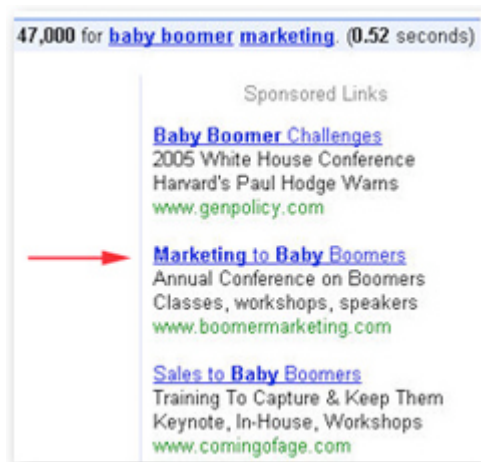 47,000 for baby boomer marketing. (0.52 seconds)
Sponsored Links
Baby Boomer Challenges
2005 White House Conference
Harvard's Paul Hodge Warns
www.genpolicy.com
Marketing to Baby Boomers
Annual Conference on Boomers
Classes, workshops, speakers
www.boomermarketing.com
Sales to Baby Boomers
Training To Capture & Keep Them
Keynote, In-House, Workshops
www.comingofage.com